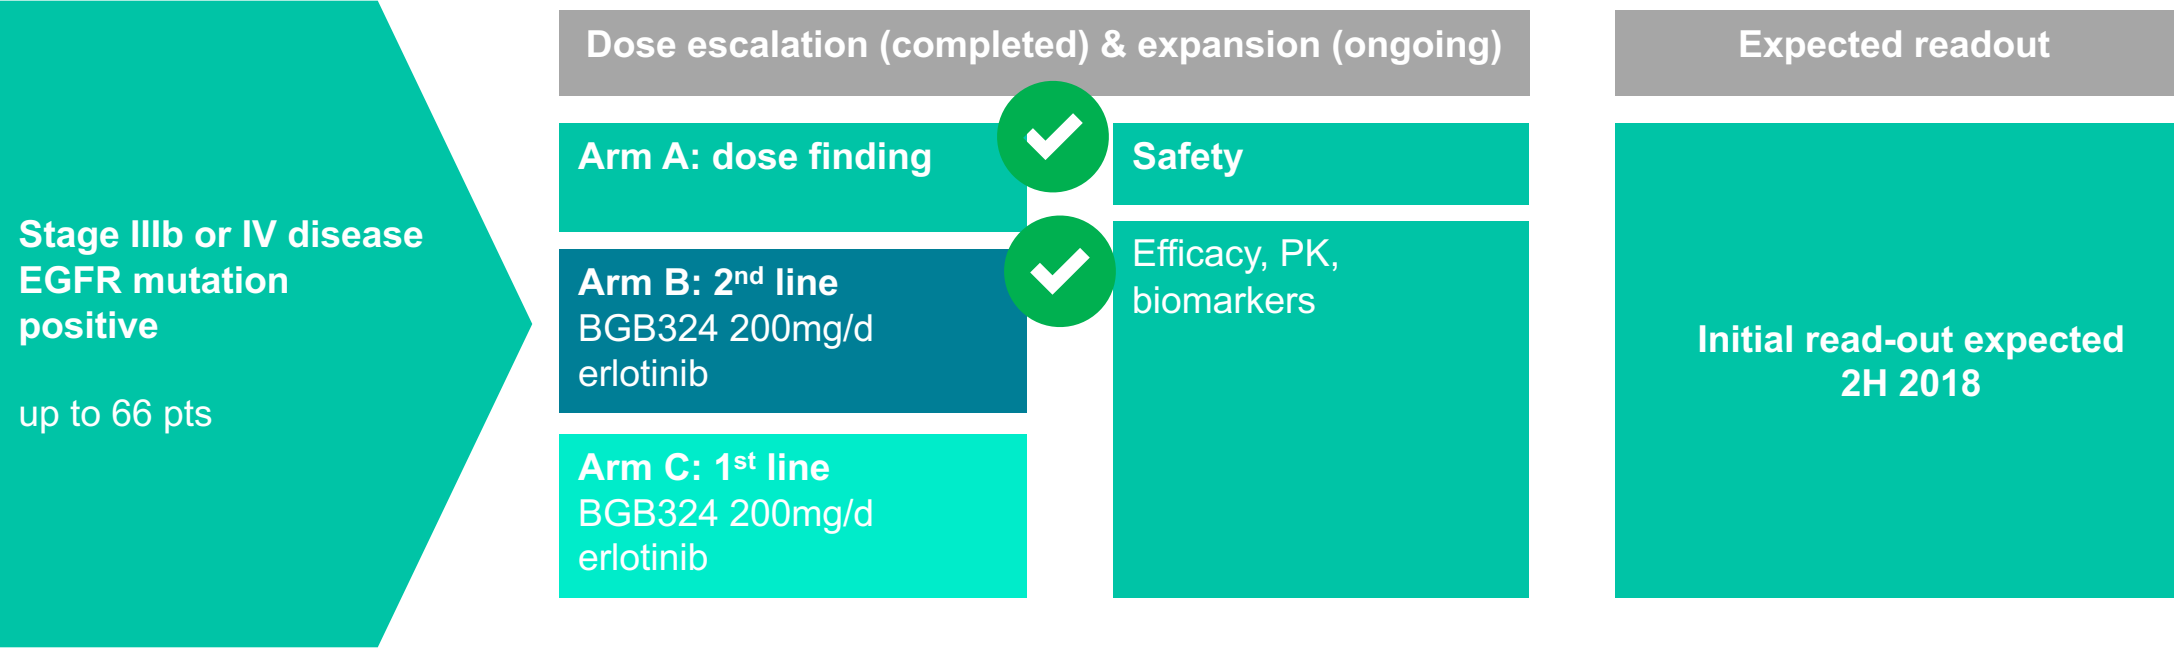 Stage IIIb or IV disease
EGFR mutation
positive
up to 66 pts
Dose escalation (completed) & expansion (ongoing)
Arm A: dose finding
Safety
Arm B: 2nd line
BGB324 200mg/d
erlotinib
Efficacy, PK,
biomarkers
Arm C: 1st line
BGB324 200mg/d
erlotinib
Expected readout
Initial read-out expected
2H 2018